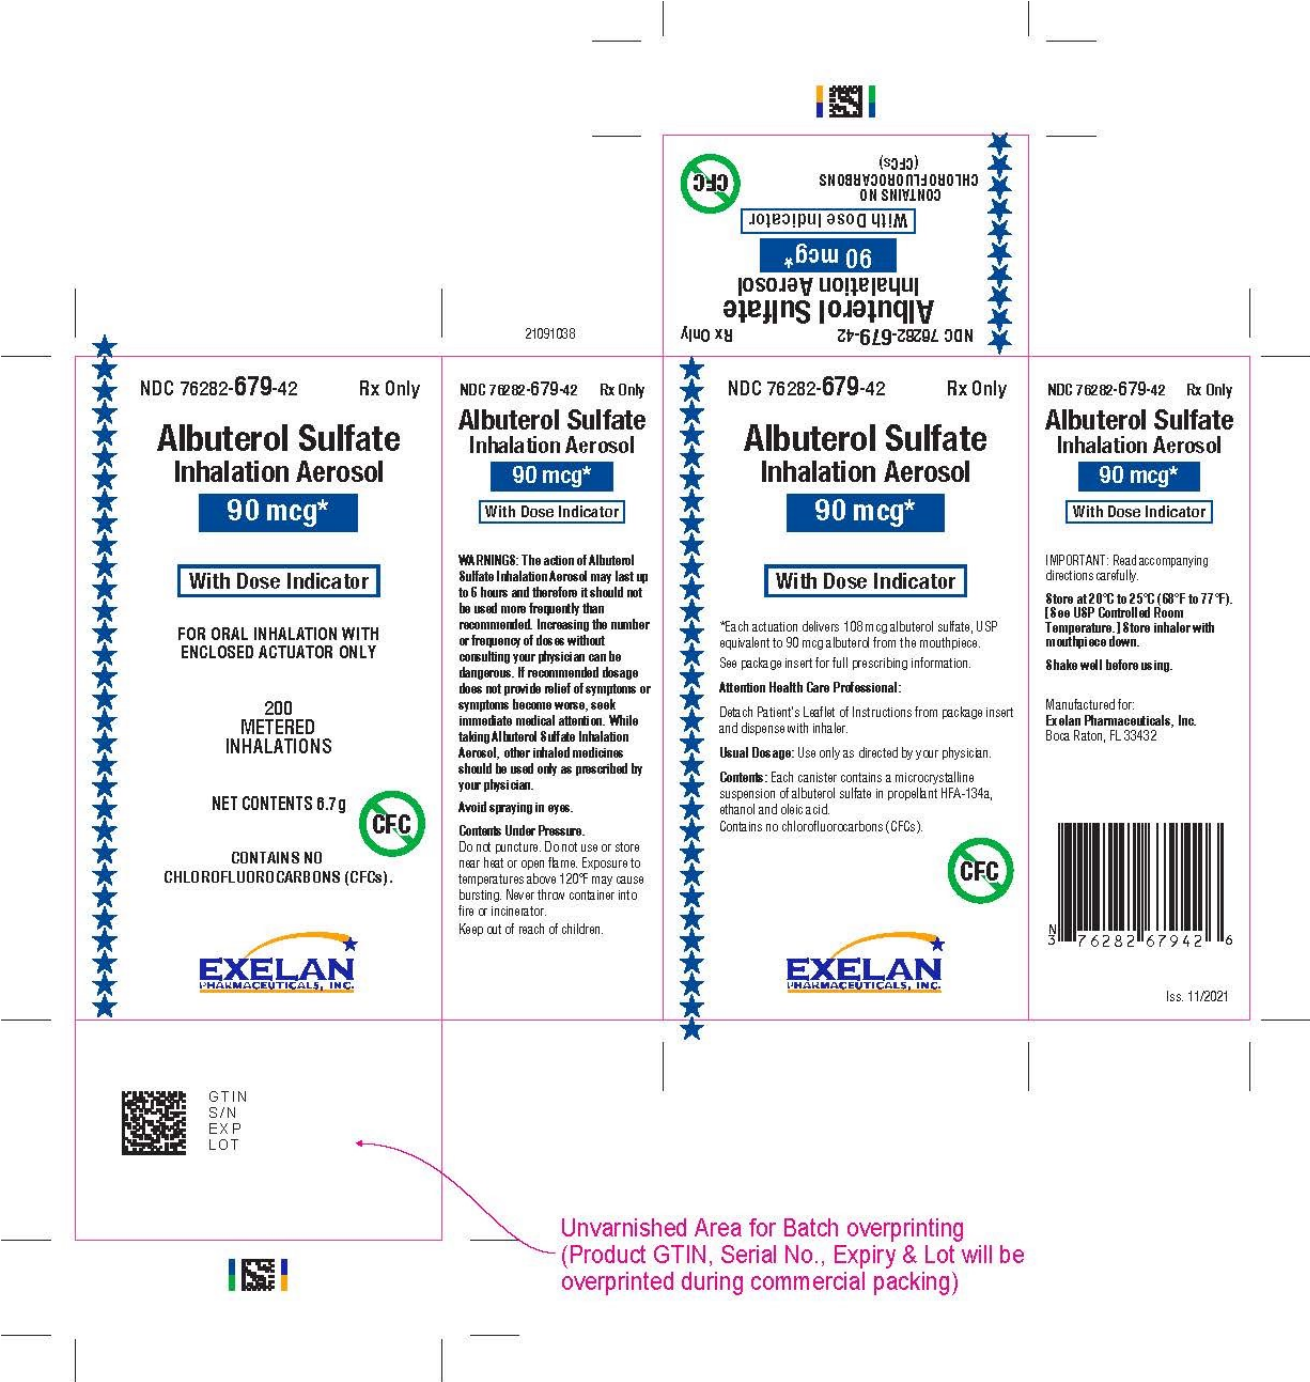 CONTAINS NO
CHLOROFLUOROCARBONS
(CFCs)
CFC
With Dose Indicator
90 mcg*
Albuterol Sulfate
Inhalation Aerosol
NDC 76282-679-42 Rx Only
21091038
NDC 76282-679-42 Rx Only
Albuterol Sulfate
Inhalation Aerosol
90 mcg*
With Dose Indicator
FOR ORAL INHALATION WITH
ENCLOSED ACTUATOR ONLY
200
METERED
INHALATIONS
NET CONTENTS 6.7g
CFC
CONTAINS NO
CHLOROFLUOROCARBONS (CFCs).
EXELAN
PHARMACEUTICALS, INC.
NDC 76282-679-42 Rx Only
Albuterol Sulfate
Inhalation Aerosol
90 mcg*
With Dose Indicator
WARNINGS: The action of Albuterol
Sulfate Inhalation Aerosol may last up
to 6 hours and therefore it should not
be used more frequently than
recommended. Increasing the number
or frequency of doses without
consulting your physician can be
dangerous. If recommended dosage
does not provide relief of symptoms or
symptoms become worse, seek
immediate medical attention. While
taking Albuterol Sulfate Inhalation
Aerosol, other inhaled medicines
should be used only as prescribed by
your physician.
Avoid spraying in eyes.
Contents Under Pressure.
Do not puncture. Do not use or store
near heat or open flame. Exposure to
temperatures above 120°F may cause
bursting. Never throw container into
fire or incinerator.
Keep out of reach of children.
NDC 76282-679-42 Rx Only
Albuterol Sulfate
Inhalation Aerosol
90 mcg*
With Dose Indicator
*Each actuation delivers 108 mcg albuterol sulfate, USP
equivalent to 90 mcg albuterol from the mouthpiece.
See package insert for full prescribing information.
Attention Health Care Professional:
Detach Patient's Leaflet of Instructions from package insert
and dispense with inhaler.
Usual Dosage: Use only as directed by your physician.
Contents: Each canister contains a microcrystalline
suspension of albuterol sulfate in propellant HFA-134a,
ethanol and oleic acid.
Contains no chlorofluorocarbons (CFCs).
CFC
EXELAN
PHARMACEUTICALS, INC.
NDC 76282-679-42 Rx Only
Albuterol Sulfate
Inhalation Aerosol
90 mcg*
With Dose Indicator
IMPORTANT: Read accompanying
directions carefully.
Store at 20°C to 25°C (68°F to 77°F).
[See USP Controlled Room
Temperature.] Store inhaler with
mouthpiece down.
Shake well before using.
Manufactured for:
Exelan Pharmaceuticals, Inc.
Boca Raton, FL 33432
N
3 76282 67942 6
Iss. 11/2021
GTIN
S/N
EXP
LOT
Unvarnished Area for Batch overprinting
(Product GTIN, Serial No., Expiry & Lot will be
overprinted during commercial packing)